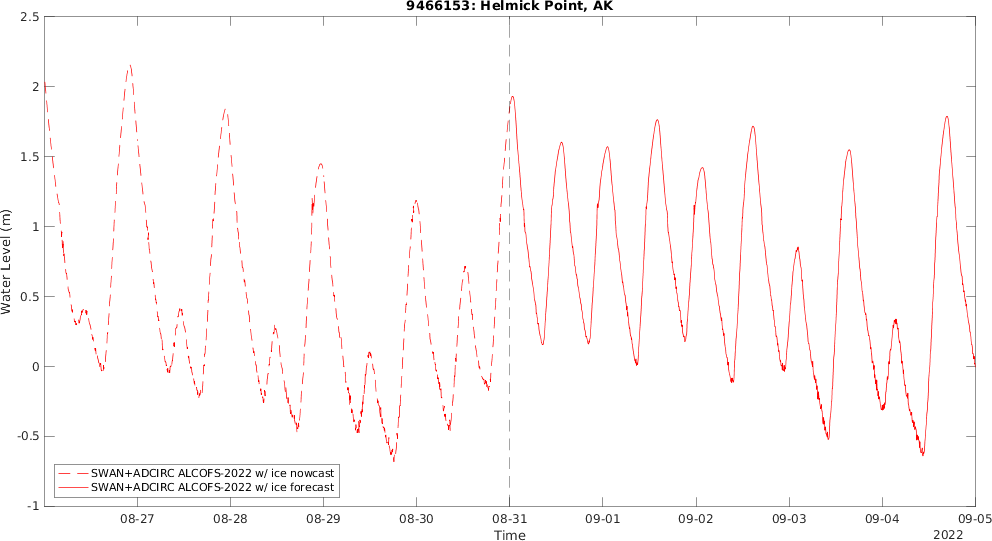 9466153: Helmick Point, AK
2.5
2
1.5
1
0.5
0
-0.5
-1
Water Level (m)
SWAN+ADCIRC ALCOFS-2022 w/ ice nowcast
SWAN+ADCIRC ALCOFS-2022 w/ ice forecast
08-27 08-28 08-29 08-30 08-31 09-01 09-02 09-03 09-04 09-05
Time
2022